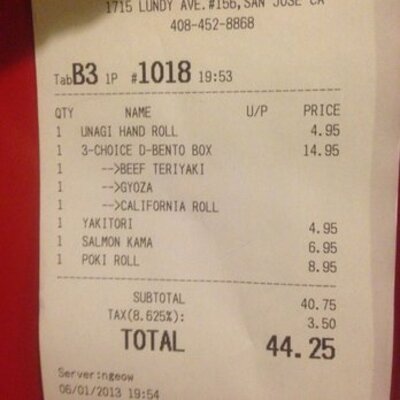 1715 LUNDY AVE.#156,SAN JOSE CA
408-452-8868
TabB3 1P #1018 19:53
QTY NAME U/P PRICE
1 UNAGI HAND ROLL 4.95
1 3-CHOICE D-BENTO BOX 14.95
1 -->BEEF TERIYAKI
1 -->GYOZA
1 -->CALIFORNIA ROLL
1 YAKITORI 4.95
1 SALMON KAMA 6.95
1 POKI ROLL 8.95
SUBTOTAL 40.75
TAX(8.625%): 3.50
TOTAL 44.25
Server:ngeow
06/01/2013 19:54